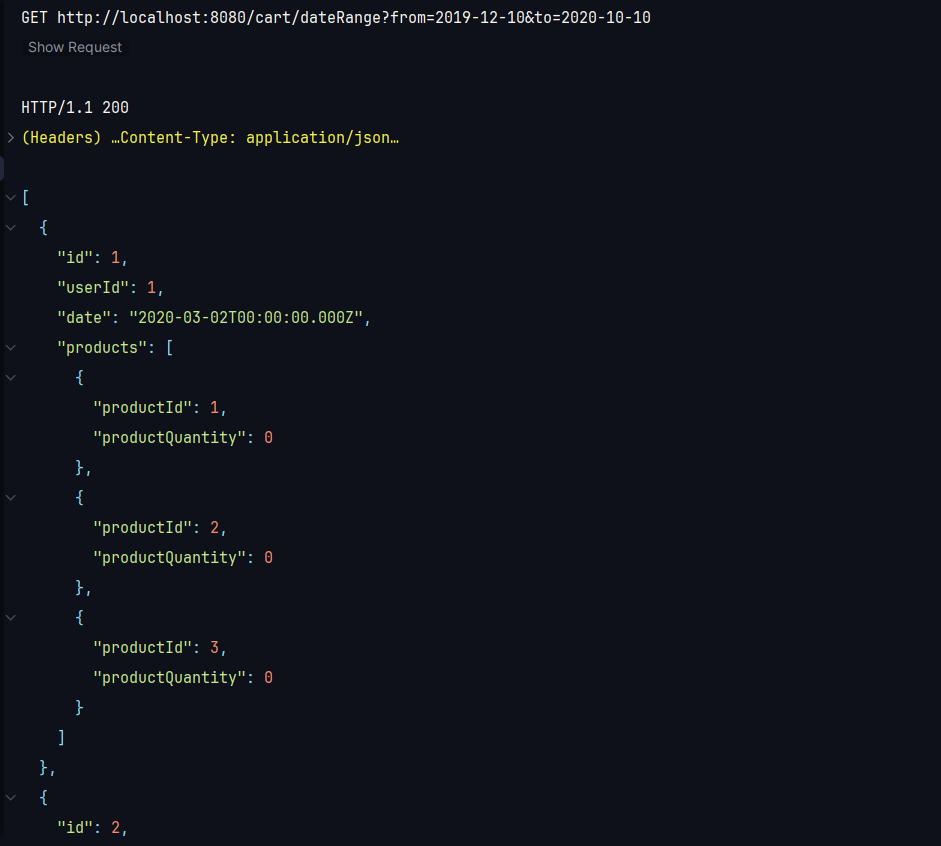 GET http://localhost:8080/cart/dateRange?from=2019-12-10&to=2020-10-10
Show Request
HTTP/1.1 200
(Headers) …Content-Type: application/json…
[
  {
    "id": 1,
    "userId": 1,
    "date": "2020-03-02T00:00:00.000Z",
    "products": [
      {
        "productId": 1,
        "productQuantity": 0
      },
      {
        "productId": 2,
        "productQuantity": 0
      },
      {
        "productId": 3,
        "productQuantity": 0
      }
    ]
  },
  {
    "id": 2,